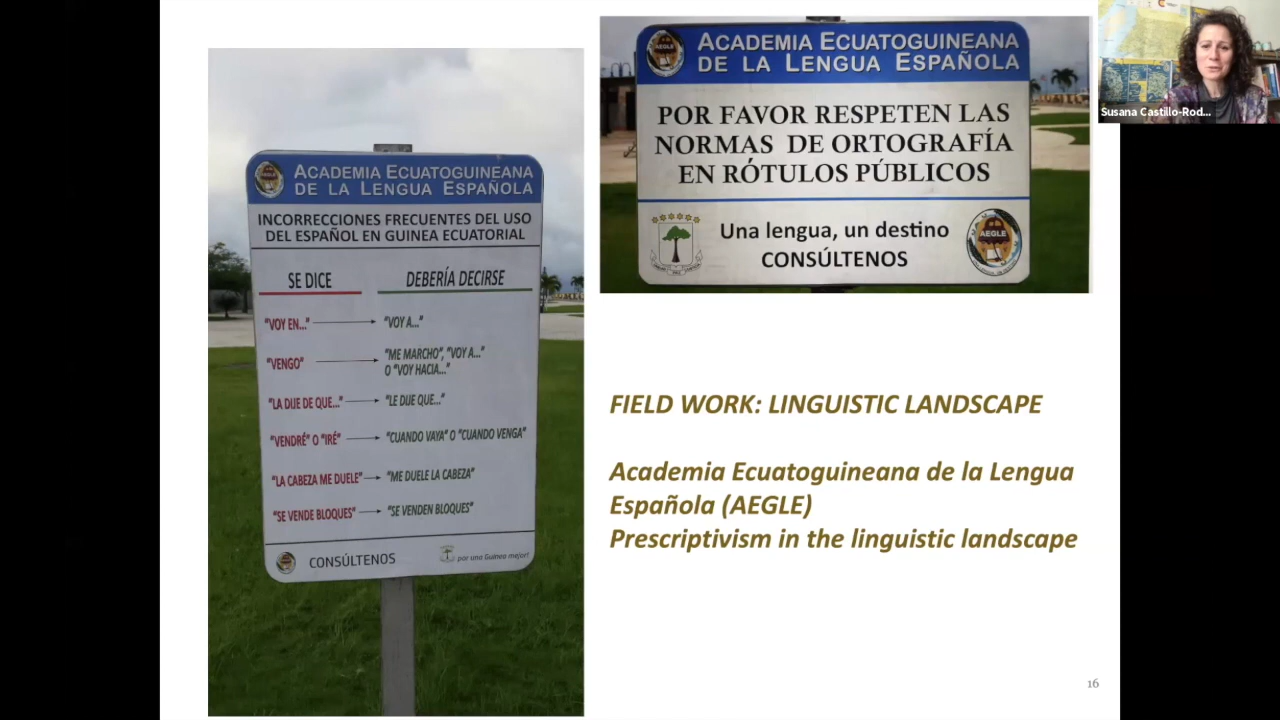 ACADEMIA ECUATOGUINEANA
DE LA LENGUA ESPAÑOLA
INCORRECCIONES FRECUENTES DEL USO
DEL ESPAÑOL EN GUINEA ECUATORIAL
SE DICE DEBERÍA DECIRSE
"VOY EN..." "VOY A..."
"VENGO" "ME MARCHO", "VOY A..."
O "VOY HACIA..."
"LA DIJE DE QUE..." "LE DIJE QUE..."
"VENDRÉ" O "IRÉ" "CUANDO VAYA" O "CUANDO VENGA"
"LA CABEZA ME DUELE" "ME DUELE LA CABEZA"
"SE VENDE BLOQUES" "SE VENDEN BLOQUES"
CONSÚLTENOS por una Guinea mejor!
AEGLE
ACADEMIA ECUATOGUINEANA
DE LA LENGUA ESPAÑOLA
POR FAVOR RESPETEN LAS
NORMAS DE ORTOGRAFÍA
EN RÓTULOS PÚBLICOS
Una lengua, un destino
CONSÚLTENOS
AEGLE
Susana Castillo-Rod...
FIELD WORK: LINGUISTIC LANDSCAPE
Academia Ecuatoguineana de la Lengua
Española (AEGLE)
Prescriptivism in the linguistic landscape
16